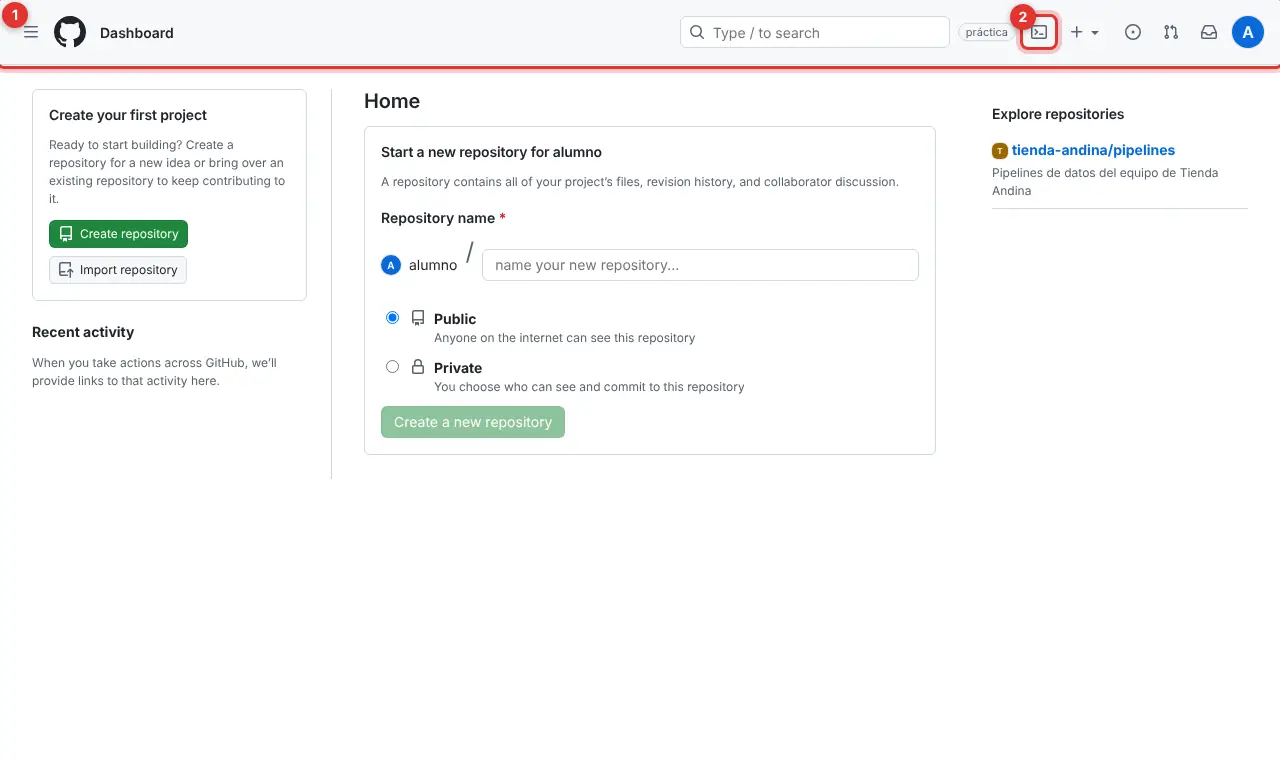 1
2
Dashboard
Type / to search
práctica
A
Create your first project
Ready to start building? Create a
repository for a new idea or bring over an
existing repository to keep contributing to
it.
Create repository
Import repository
Recent activity
When you take actions across GitHub, we'll
provide links to that activity here.
Home
Start a new repository for alumno
A repository contains all of your project's files, revision history, and collaborator discussion.
Repository name *
A alumno / name your new repository...
Public
Anyone on the internet can see this repository
Private
You choose who can see and commit to this repository
Create a new repository
Explore repositories
T tienda-andina/pipelines
Pipelines de datos del equipo de Tienda
Andina